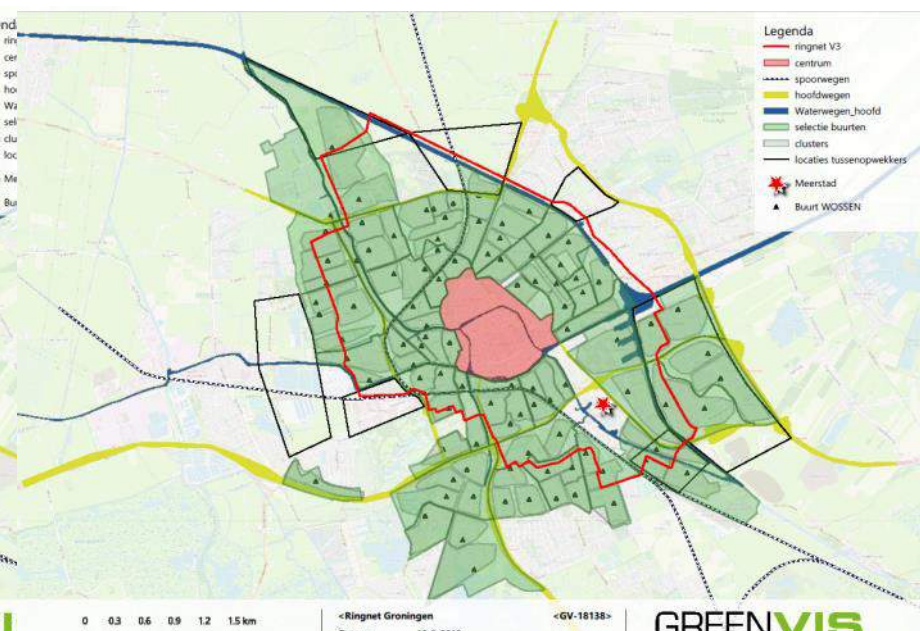 Legenda
ringnet V3
centrum
spoorwegen
hoofdwegen
Waterwegen_hoofd
selectie buurten
clusters
locaties tussenopwekkers
Meerstad
Buurt WOSSEN
0 0.3 0.6 0.9 1.2 1.5 km
<Ringnet Groningen
<GV-18138>
GREENVIS